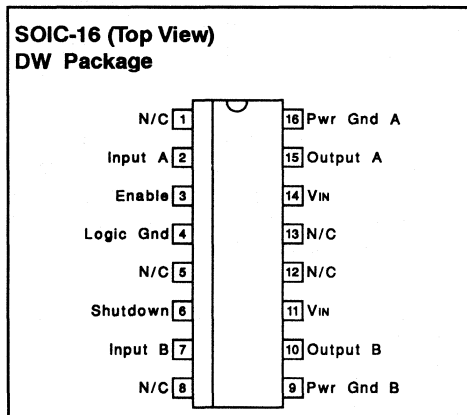 SOIC-16 (Top View)
DW Package
N/C 1 16 Pwr Gnd A
Input A 2 15 Output A
Enable 3 14 VIN
Logic Gnd 4 13 N/C
N/C 5 12 N/C
Shutdown 6 11 VIN
Input B 7 10 Output B
N/C 8 9 Pwr Gnd B